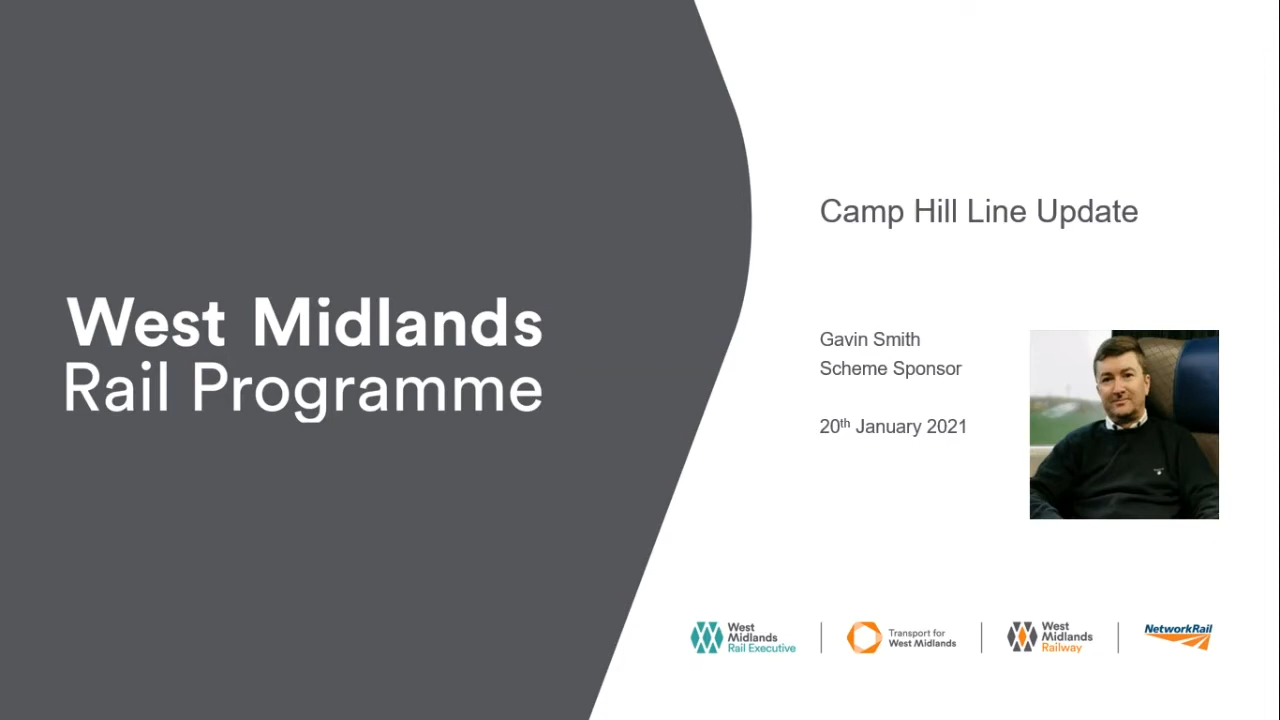 West Midlands
Rail Programme
Camp Hill Line Update
Gavin Smith
Scheme Sponsor
20th January 2021
West
Midlands
Rail Executive
Transport for
West Midlands
West
Midlands
Railway
NetworkRail